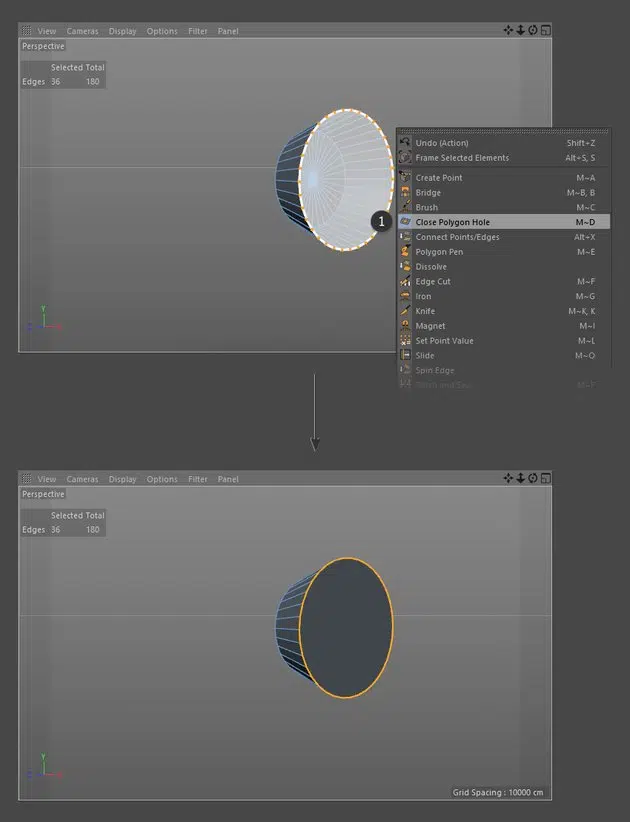 View Cameras Display Options Filter Panel
Perspective
Selected Total
Edges 36 180
Undo (Action) Shift+Z
Frame Selected Elements Alt+S, S
Create Point M~A
Bridge M~B, B
Brush M~C
1
Close Polygon Hole M~D
Connect Points/Edges Alt+X
Polygon Pen M~E
Dissolve
Edge Cut M~F
Iron M~G
Knife M~K, K
Magnet M~I
Set Point Value M~L
Slide M~O
Spin Edge
Y
View Cameras Display Options Filter Panel
Perspective
Selected Total
Edges 36 180
Y
Grid Spacing : 10000 cm